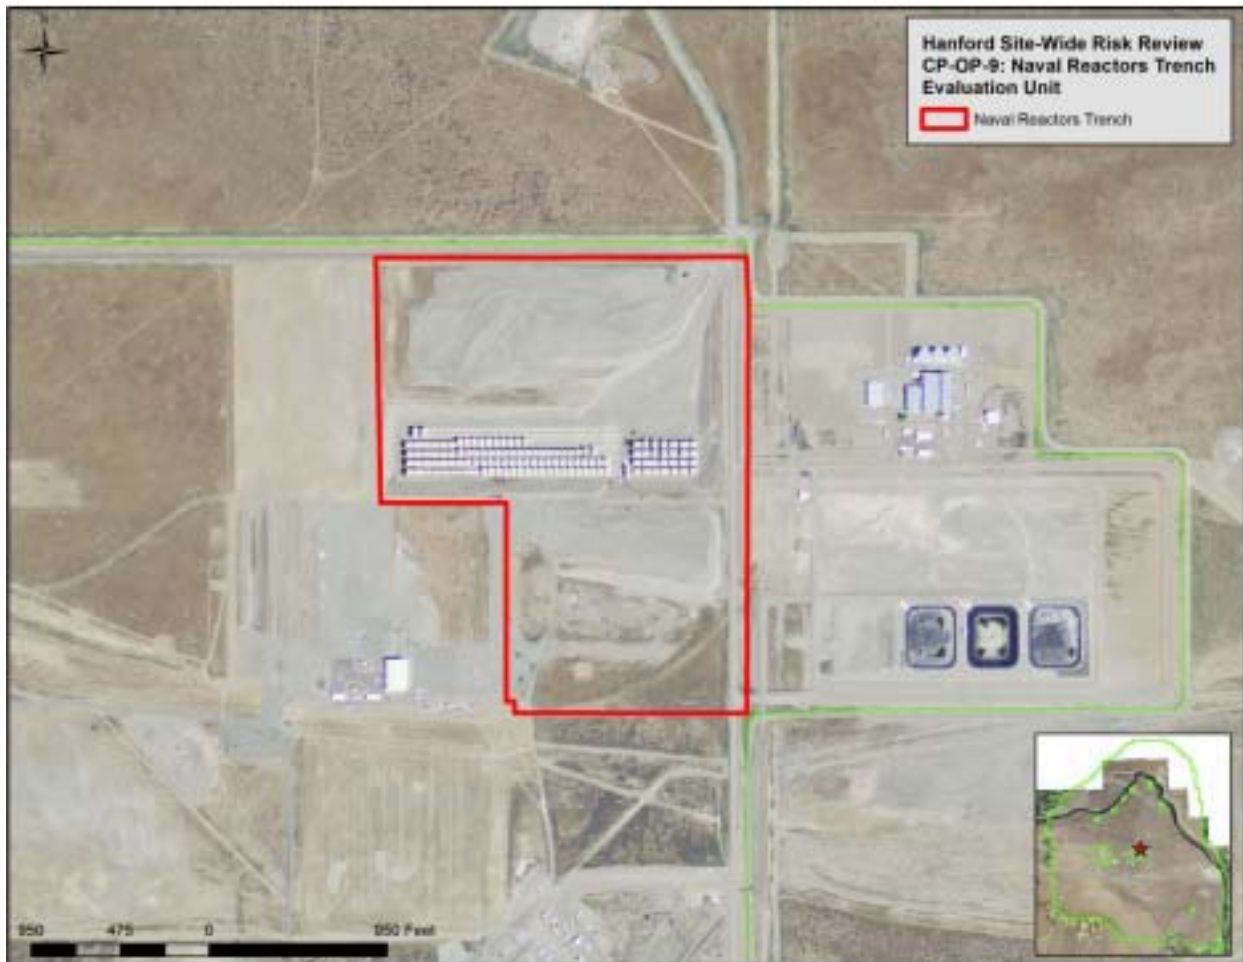 Hanford Site-Wide Risk Review
CP-OP-9: Naval Reactors Trench
Evaluation Unit
Naval Reactors Trench
950 475 0 950 Feet